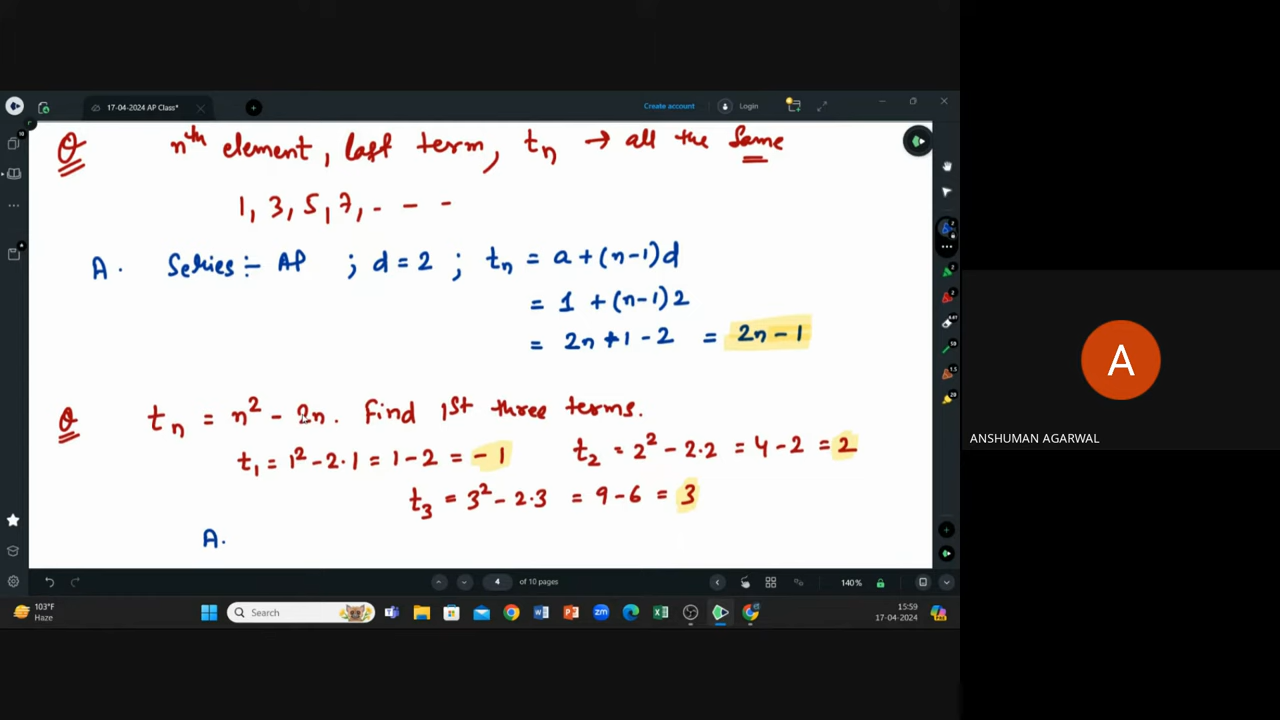 17-04-2024 AP Class*
Create account
Login
Q nth element, last term, tn → all the Same
1, 3, 5, 7, - - -
A. Series:- AP ; d = 2 ; tn = a + (n-1)d
= 1 + (n-1)2
= 2n + 1 - 2 = 2n - 1
Q tn = n² - 2n. Find 1st three terms.
t₁ = 1² - 2·1 = 1 - 2 = -1 t₂ = 2² - 2·2 = 4 - 2 = 2
t₃ = 3² - 2·3 = 9 - 6 = 3
A.
4 of 10 pages
140%
103°F
Haze
Search
15:59
17-04-2024
A
ANSHUMAN AGARWAL